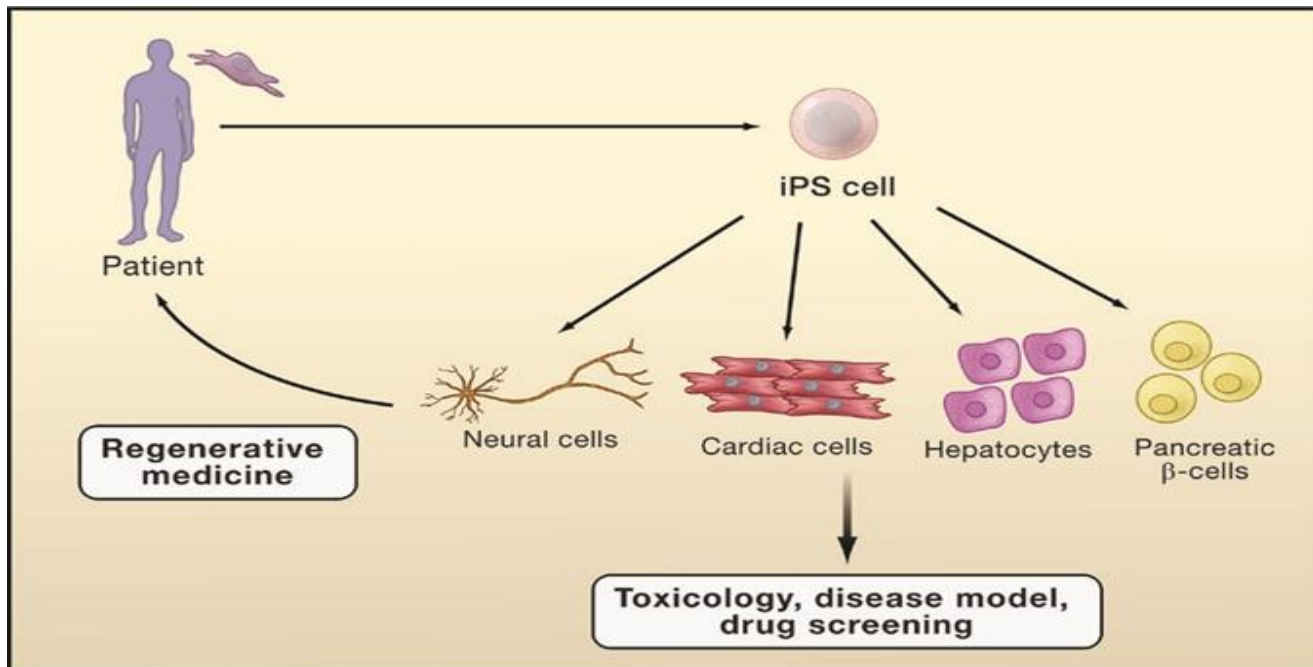 iPS cell
Patient
Neural cells
Cardiac cells
Hepatocytes
Pancreatic
β-cells
Regenerative
medicine
Toxicology, disease model,
drug screening